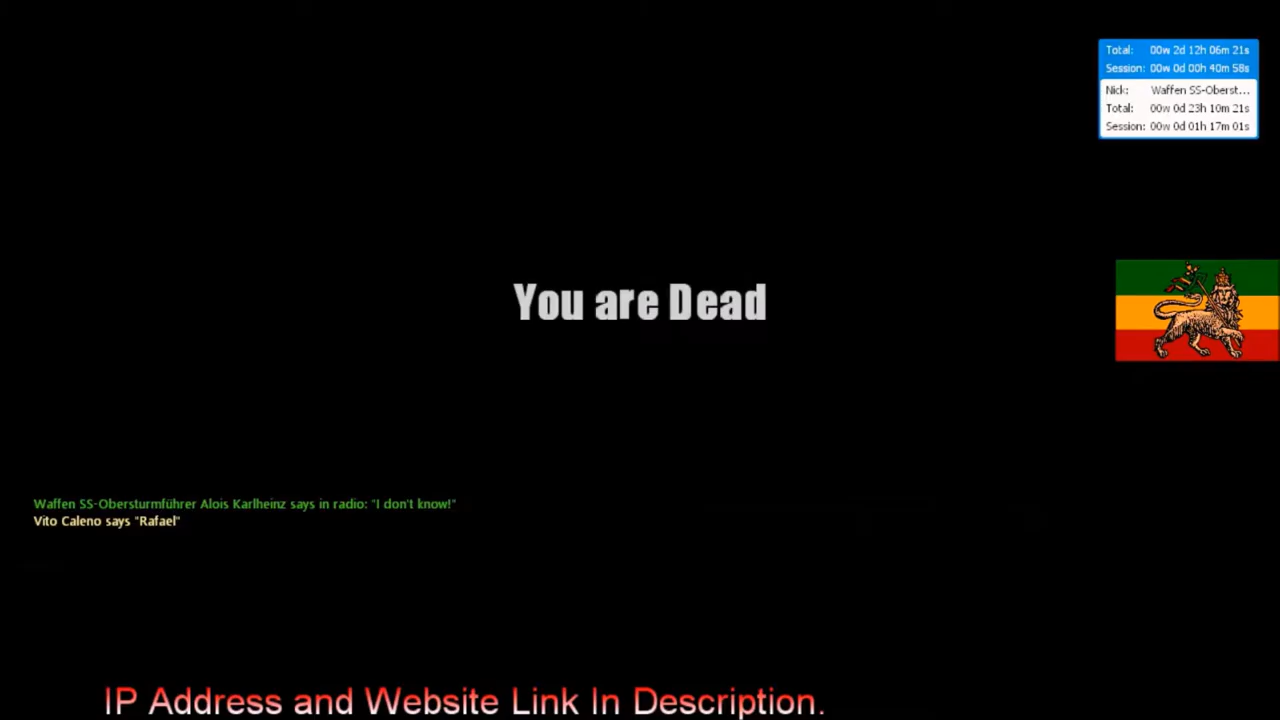 Total: 00w 2d 12h 06m 21s
Session: 00w 0d 00h 40m 58s
Nick: Waffen SS-Oberst...
Total: 00w 0d 23h 10m 21s
Session: 00w 0d 01h 17m 01s
You are Dead
Waffen SS-Obersturmführer Alois Karlheinz says in radio: "I don't know!"
Vito Caleno says "Rafael"
IP Address and Website Link In Description.